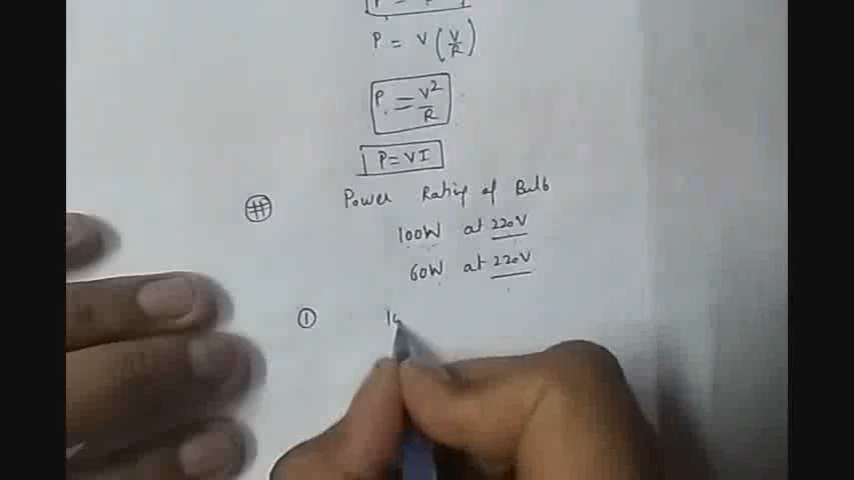 P = V (V/R)
P = V²/R
P = VI
# Power Rating of Bulb
100W at 220V
60W at 220V
①